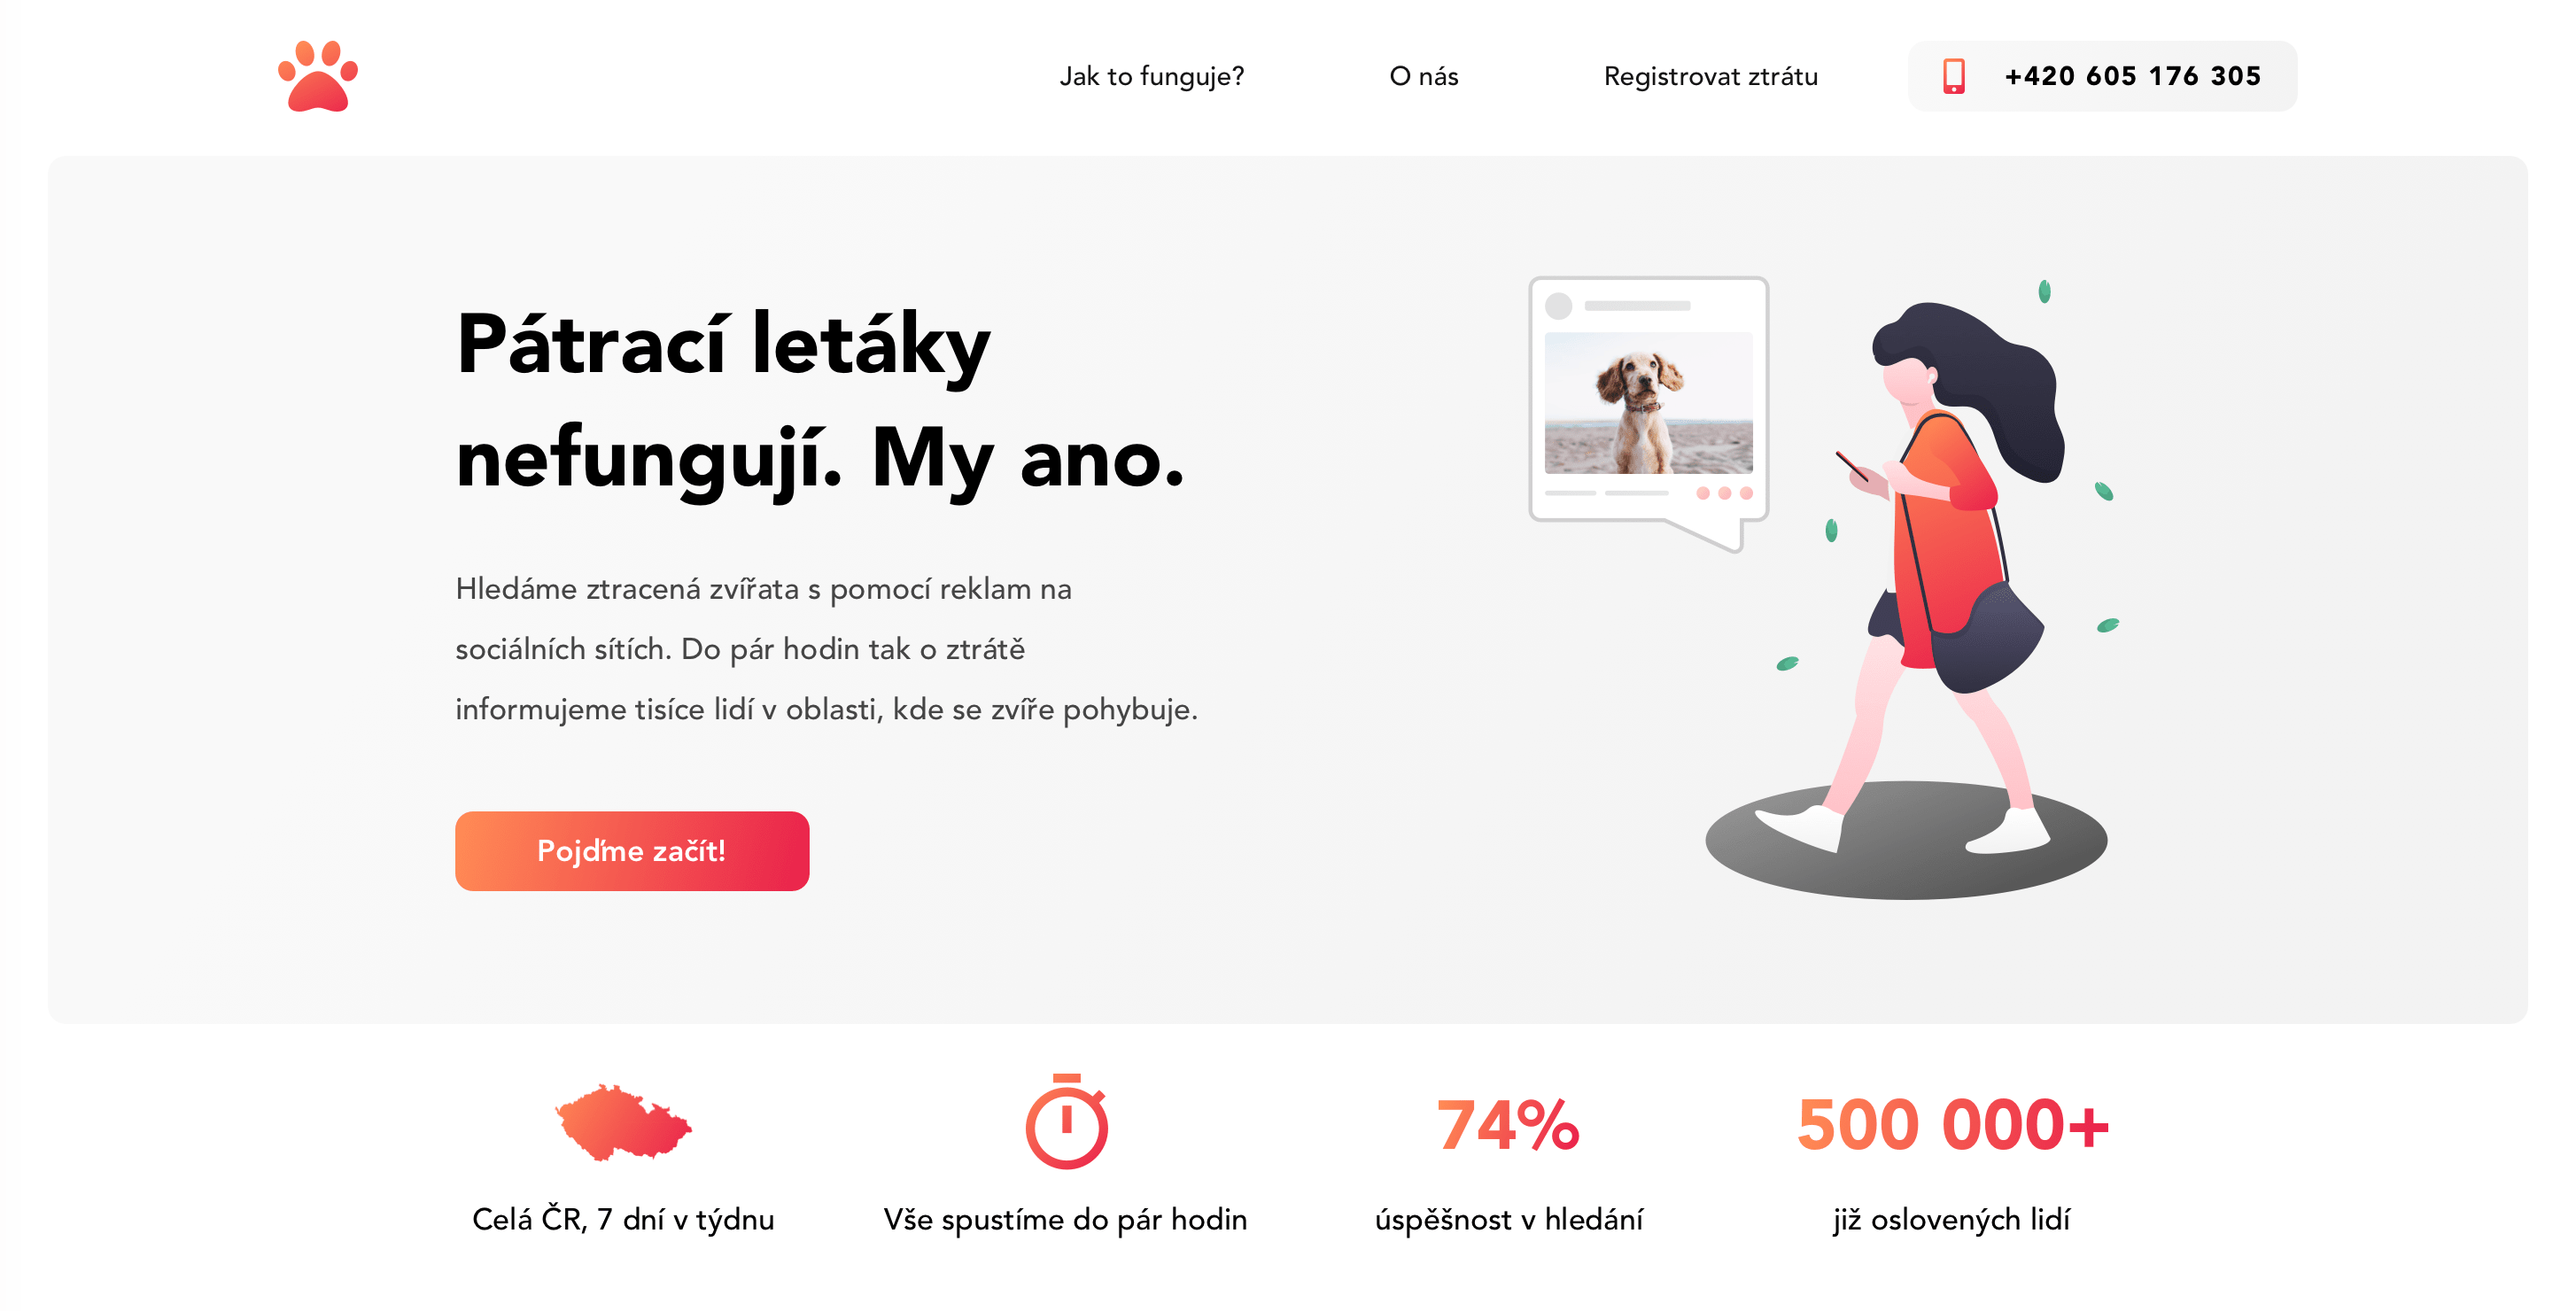 Jak to funguje?
O nás
Registrovat ztrátu
+420 605 176 305
Pátrací letáky
nefungují. My ano.
Hledáme ztracená zvířata s pomocí reklam na
sociálních sítích. Do pár hodin tak o ztrátě
informujeme tisíce lidí v oblasti, kde se zvíře pohybuje.
Pojďme začít!
Celá ČR, 7 dní v týdnu
Vše spustíme do pár hodin
74%
úspěšnost v hledání
500 000+
již oslovených lidí